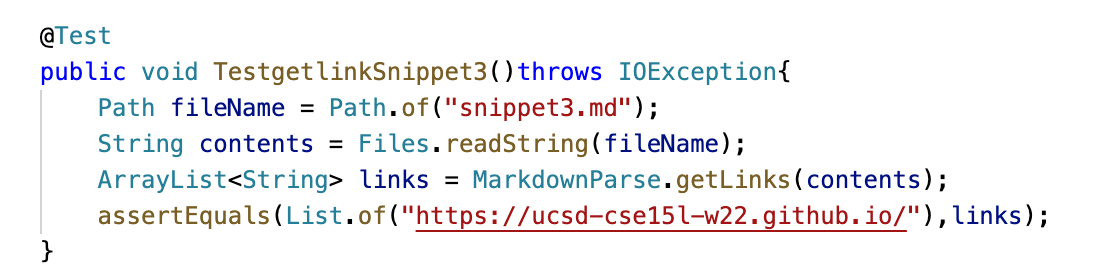 @Test
public void TestgetlinkSnippet3()throws IOException{
    Path fileName = Path.of("snippet3.md");
    String contents = Files.readString(fileName);
    ArrayList<String> links = MarkdownParse.getLinks(contents);
    assertEquals(List.of("https://ucsd-cse15l-w22.github.io/"),links);
}